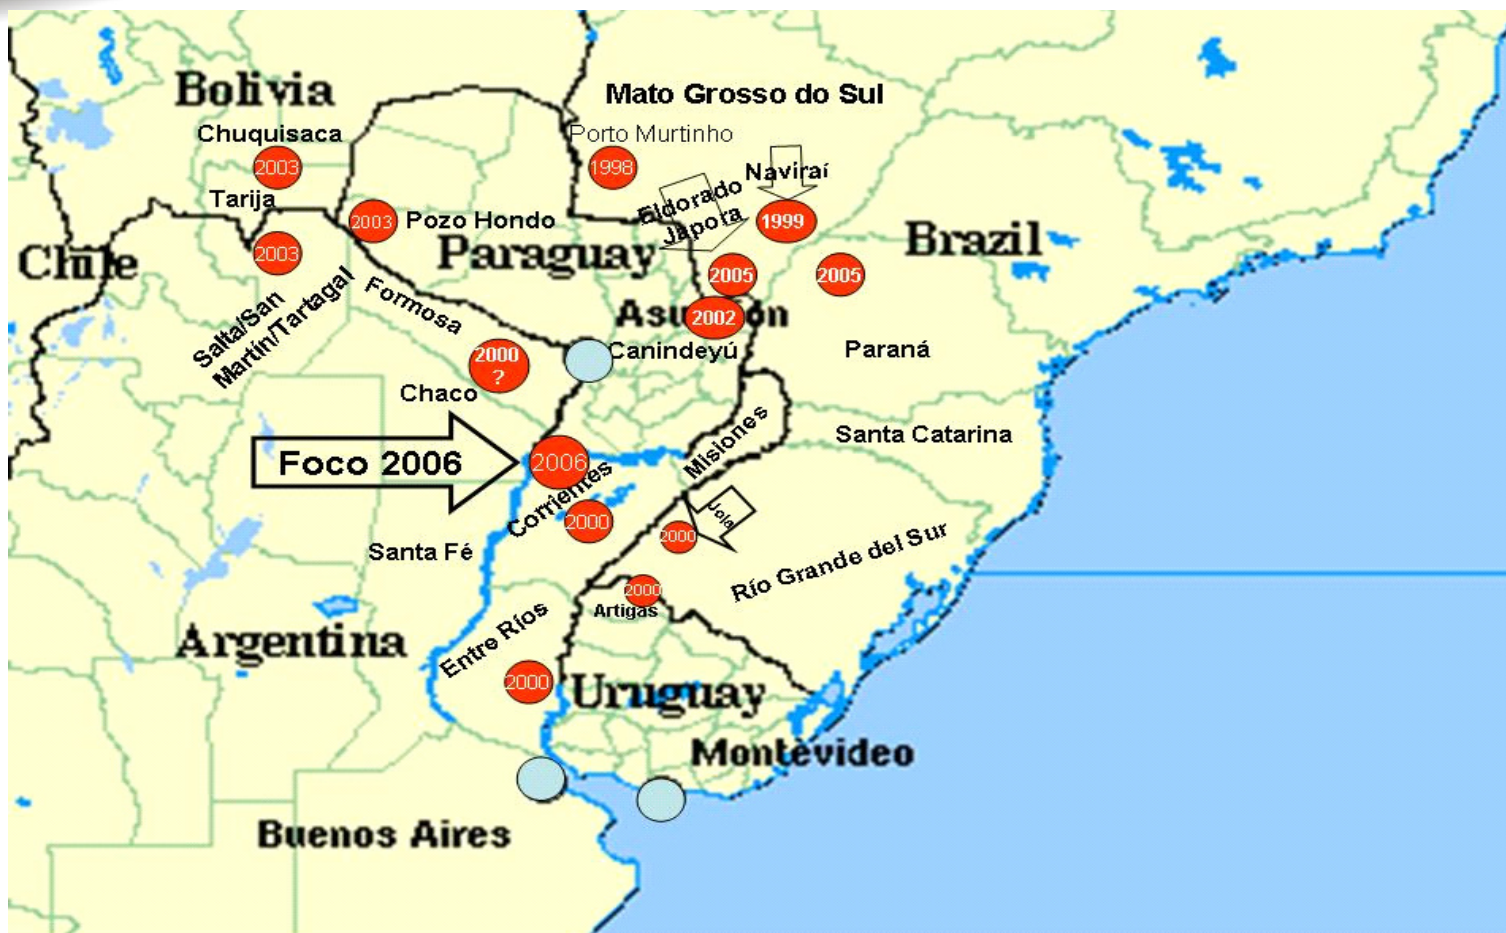 Bolivia
Mato Grosso do Sul
Chuquisaca
Porto Murtinho
2003
1998
Naviraí
Tarija
Eldorado
Japora
2003
Pozo Hondo
1999
Chile
2003
Paraguay
Brazil
2005
2005
Formosa
Salta/San
Martín/Tartagal
Asunción
2002
2000
?
Canindeyú
Paraná
Chaco
Misiones
Santa Catarina
Foco 2006
2006
Corrientes
2000
Joia
2000
Santa Fé
Río Grande del Sur
2000
Artigas
Entre Ríos
Argentina
2000
Uruguay
Montevideo
Buenos Aires